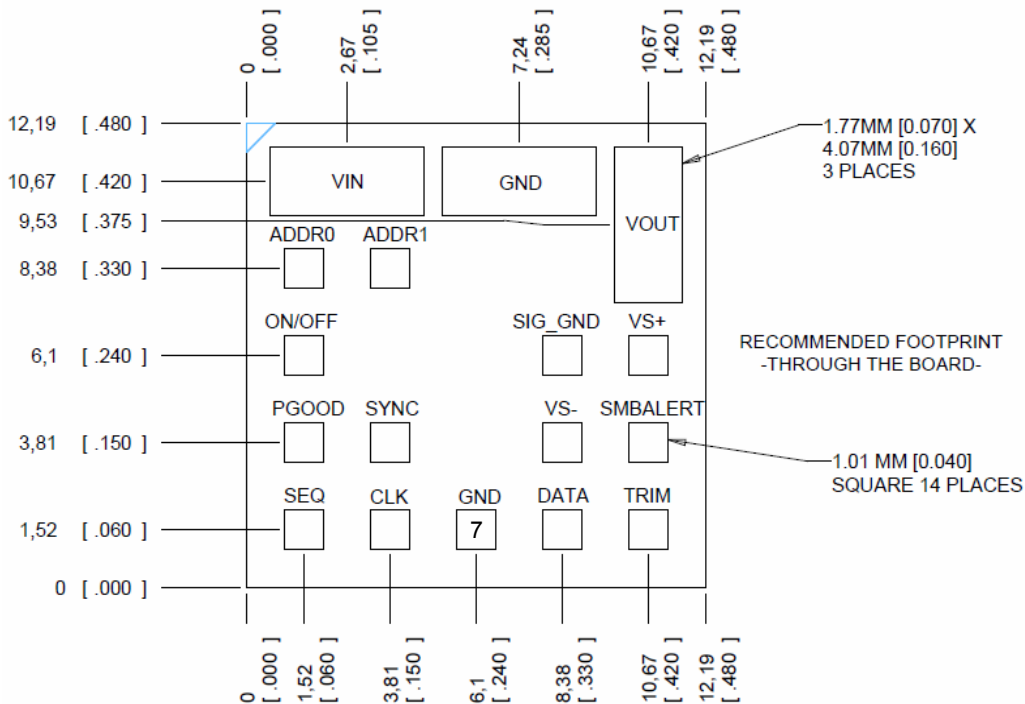 0
[ .000 ]
2,67
[ .105 ]
7,24
[ .285 ]
10,67
[ .420 ]
12,19
[ .480 ]
12,19 [ .480 ]
10,67 [ .420 ]
9,53 [ .375 ]
8,38 [ .330 ]
6,1 [ .240 ]
3,81 [ .150 ]
1,52 [ .060 ]
0 [ .000 ]
VIN
GND
VOUT
1.77MM [0.070] X
4.07MM [0.160]
3 PLACES
ADDR0 ADDR1
ON/OFF SIG_GND VS+
RECOMMENDED FOOTPRINT
-THROUGH THE BOARD-
PGOOD SYNC VS- SMBALERT
1.01 MM [0.040]
SQUARE 14 PLACES
SEQ CLK GND DATA TRIM
7
0
[ .000 ]
1,52
[ .060 ]
3,81
[ .150 ]
6,1
[ .240 ]
8,38
[ .330 ]
10,67
[ .420 ]
12,19
[ .480 ]